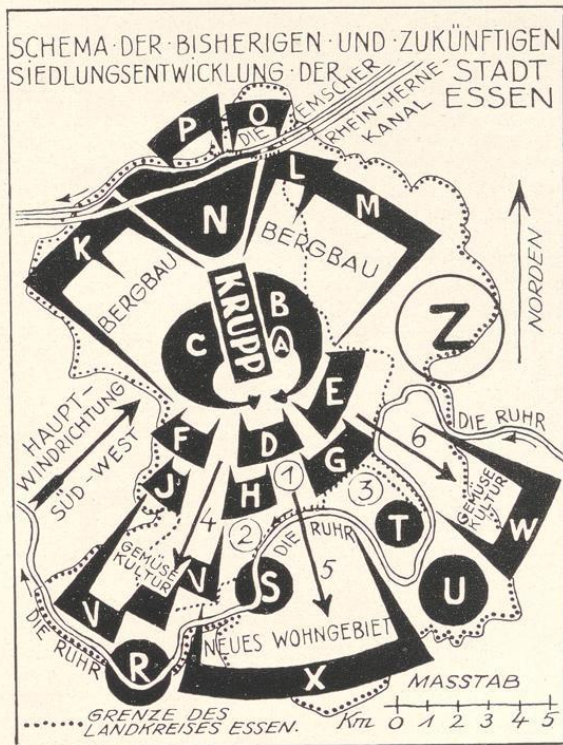 SCHEMA·DER·BISHERIGEN·UND·ZUKÜNFTIGEN
SIEDLUNGSENTWICKLUNG·DER STADT
ESSEN
DIE EMSCHER
RHEIN-HERNE-
KANAL
P
O
L
M
N
K
BERGBAU
BERGBAU
KRUPP
B
A
C
NORDEN
Z
E
F
D
G
J
H
HAUPT-
WINDRICHTUNG
SÜD-WEST
DIE RUHR
6
1
2
3
4
5
GEMÜSE
KULTUR
W
T
U
DIE RUHR
S
GEMÜSE
KULTUR
V
V
DIE RUHR
R
NEUES WOHNGEBIET
X
MASSTAB
Km 0 1 2 3 4 5
GRENZE DES
LANDKREISES ESSEN.